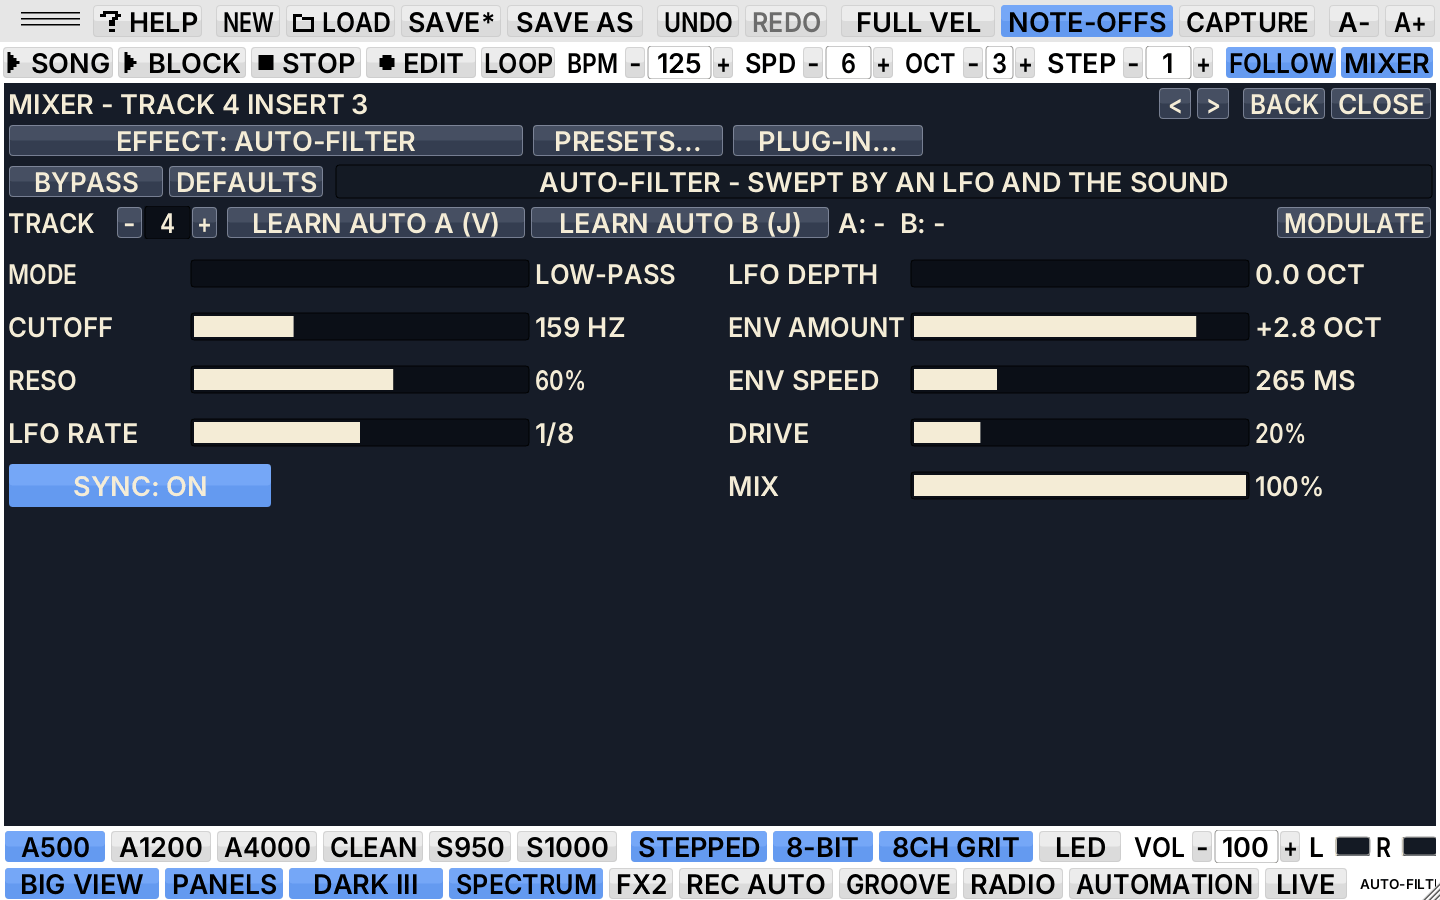 HELP NEW LOAD SAVE* SAVE AS UNDO REDO FULL VEL NOTE-OFFS CAPTURE A- A+
SONG BLOCK STOP EDIT LOOP BPM - 125 + SPD - 6 + OCT - 3 + STEP - 1 + FOLLOW MIXER
MIXER - TRACK 4 INSERT 3 < > BACK CLOSE
EFFECT: AUTO-FILTER PRESETS... PLUG-IN...
BYPASS DEFAULTS AUTO-FILTER - SWEPT BY AN LFO AND THE SOUND
TRACK - 4 + LEARN AUTO A (V) LEARN AUTO B (J) A: - B: - MODULATE
MODE LOW-PASS LFO DEPTH 0.0 OCT
CUTOFF 159 HZ ENV AMOUNT +2.8 OCT
RESO 60% ENV SPEED 265 MS
LFO RATE 1/8 DRIVE 20%
SYNC: ON MIX 100%
A500 A1200 A4000 CLEAN S950 S1000 STEPPED 8-BIT 8CH GRIT LED VOL - 100 + L R
BIG VIEW PANELS DARK III SPECTRUM FX2 REC AUTO GROOVE RADIO AUTOMATION LIVE AUTO-FILT